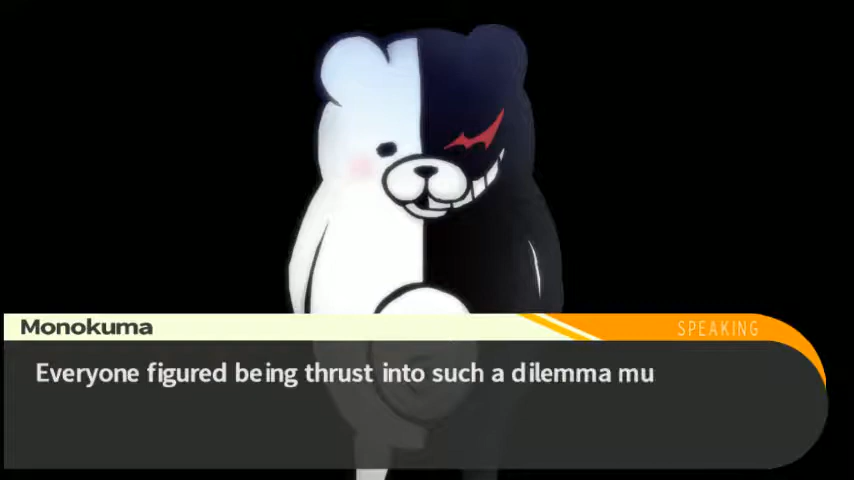 Monokuma
SPEAKING
Everyone figured being thrust into such a dilemma mu